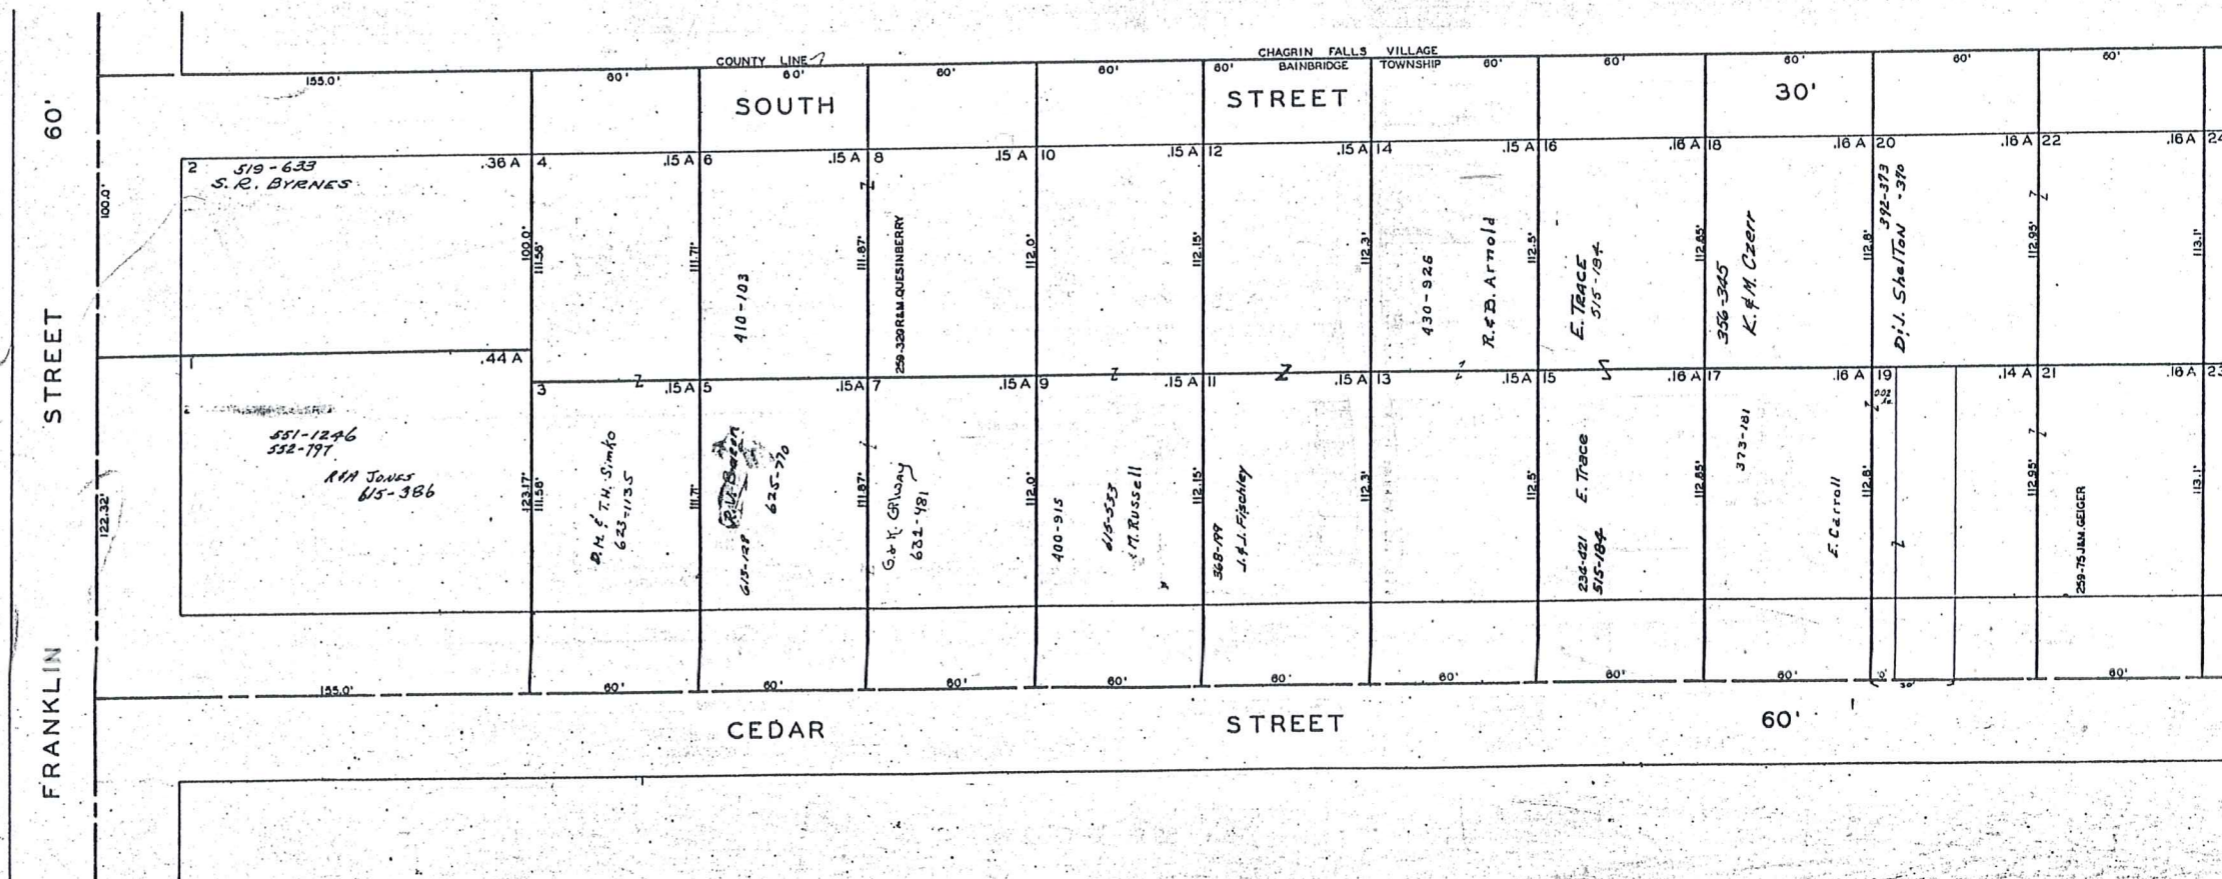 COUNTY LINE
CHAGRIN FALLS VILLAGE
BAINBRIDGE TOWNSHIP
155.0' 60' 60' 60' 60' 60' 60' 60' 60' 60' 60'
SOUTH STREET 30'
2 .36 A 4 .15 A 6 .15 A 8 .15 A 10 .15 A 12 .15 A 14 .15 A 16 .16 A 18 .16 A 20 .16 A 22 .16 A 24
519-633
S. R. BYRNES
100.0'
100.0'
111.58'
111.71'
410-103
111.87'
259-329 R&M. QUESINBERRY
112.0'
112.15'
112.3'
430-926
R. & B. Arnold
112.5'
E. TRACE
515-184
112.65'
356-345
K. & M. Czerr
112.8'
392-373
-370
D; J. Shelton
112.95'
113.1'
1 .44 A
3 .15 A 5 .15 A 7 .15 A 9 .15 A 11 .15 A 13 .15 A 15 .16 A 17 .16 A 19 .14 A 21 .16 A 23
.002
551-1246
552-797
R&A JONES
615-386
122.32'
123.17'
111.58'
D.M. & T.H. Simko
623-1135
111.71'
625-770
111.87'
632-481
112.0'
400-915
615-533
& M. Russell
112.15'
368-199
J. & J. Fischley
112.3'
112.5'
234-421 E. Trace
515-184
112.65'
373-181
E. Carroll
112.8'
112.95'
259-75 J&M. GEIGER
113.1'
155.0' 60' 60' 60' 60' 60' 60' 60' 60' 30' 60'
CEDAR STREET 60'
FRANKLIN STREET 60'